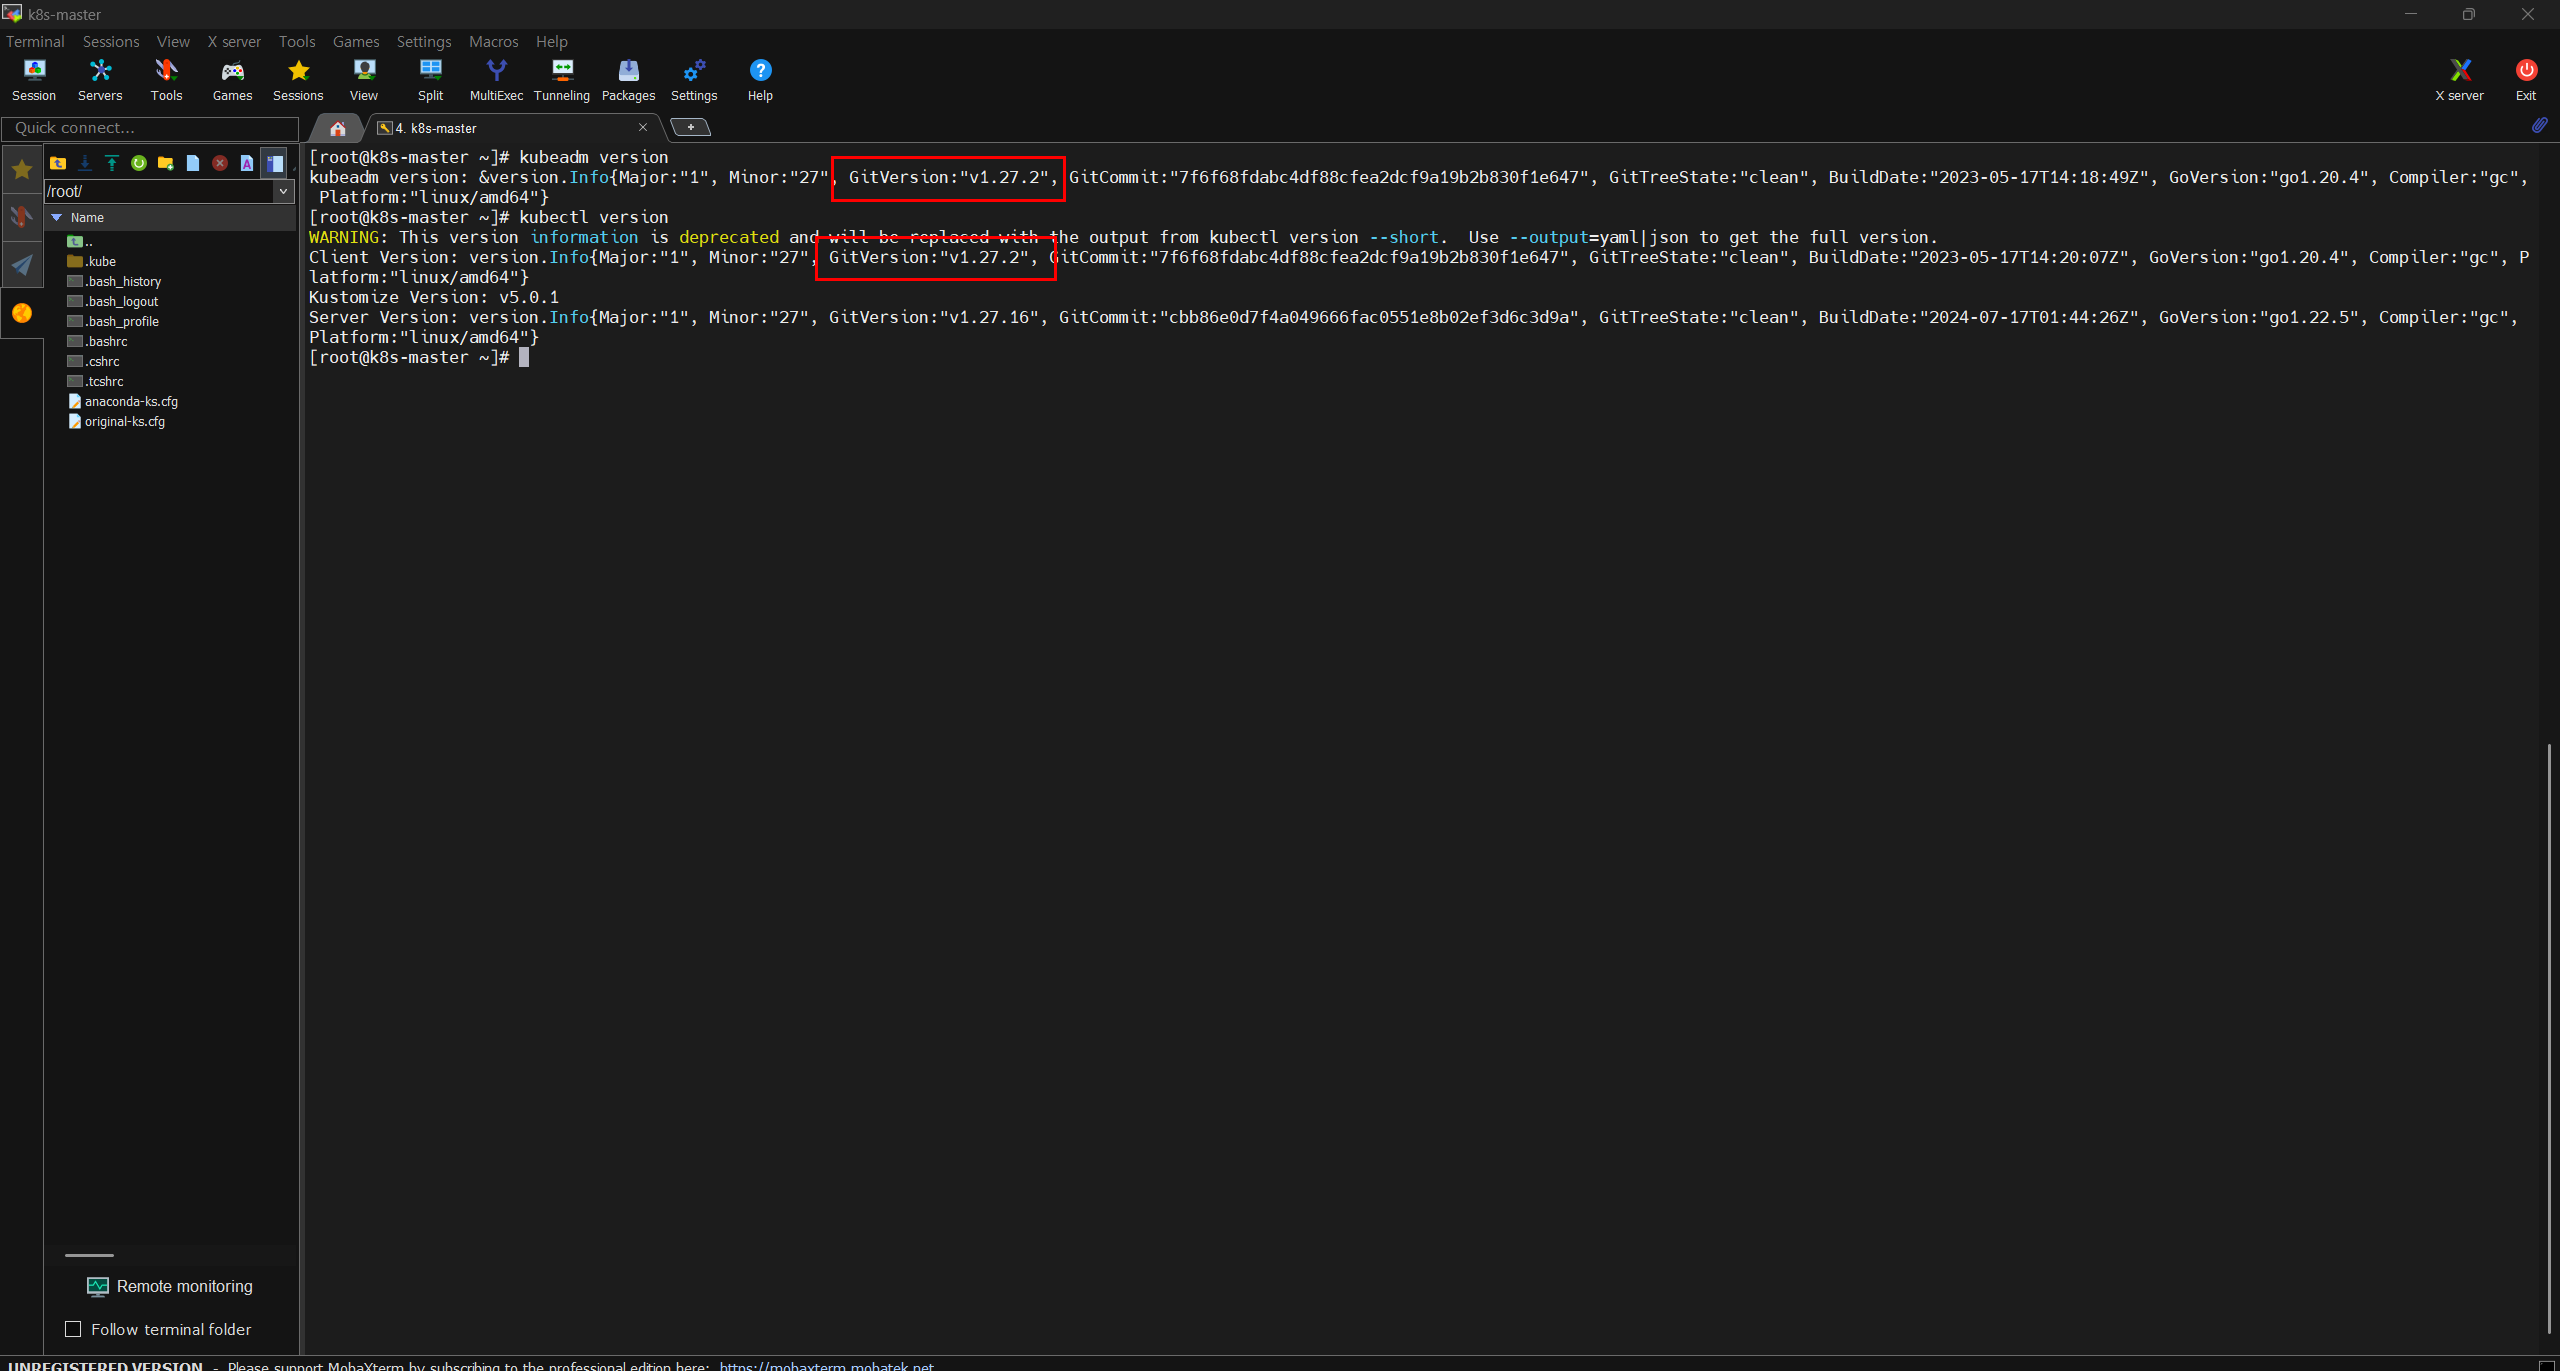 k8s-master
Terminal Sessions View X server Tools Games Settings Macros Help
Session Servers Tools Games Sessions View Split MultiExec Tunneling Packages Settings Help X server Exit
Quick connect...
4. k8s-master
/root/
Name
..
.kube
.bash_history
.bash_logout
.bash_profile
.bashrc
.cshrc
.tcshrc
anaconda-ks.cfg
original-ks.cfg
Remote monitoring
Follow terminal folder
[root@k8s-master ~]# kubeadm version
kubeadm version: &version.Info{Major:"1", Minor:"27", GitVersion:"v1.27.2", GitCommit:"7f6f68fdabc4df88cfea2dcf9a19b2b830f1e647", GitTreeState:"clean", BuildDate:"2023-05-17T14:18:49Z", GoVersion:"go1.20.4", Compiler:"gc",
Platform:"linux/amd64"}
[root@k8s-master ~]# kubectl version
WARNING: This version information is deprecated and will be replaced with the output from kubectl version --short.  Use --output=yaml|json to get the full version.
Client Version: version.Info{Major:"1", Minor:"27", GitVersion:"v1.27.2", GitCommit:"7f6f68fdabc4df88cfea2dcf9a19b2b830f1e647", GitTreeState:"clean", BuildDate:"2023-05-17T14:20:07Z", GoVersion:"go1.20.4", Compiler:"gc", P
latform:"linux/amd64"}
Kustomize Version: v5.0.1
Server Version: version.Info{Major:"1", Minor:"27", GitVersion:"v1.27.16", GitCommit:"cbb86e0d7f4a049666fac0551e8b02ef3d6c3d9a", GitTreeState:"clean", BuildDate:"2024-07-17T01:44:26Z", GoVersion:"go1.22.5", Compiler:"gc",
Platform:"linux/amd64"}
[root@k8s-master ~]#
UNREGISTERED VERSION - Please support MobaXterm by subscribing to the professional edition here: https://mobaxterm.mobatek.net